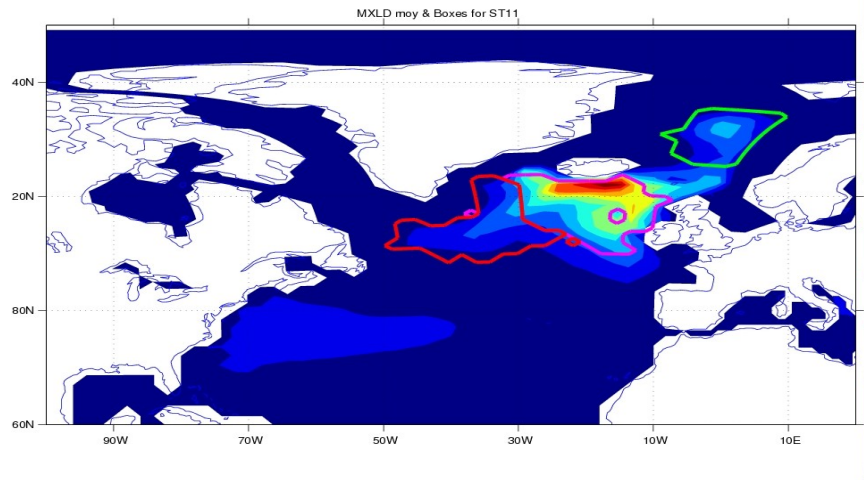 MXLD moy & Boxes for ST11
40N
20N
80N
60N
90W
70W
50W
30W
10W
10E